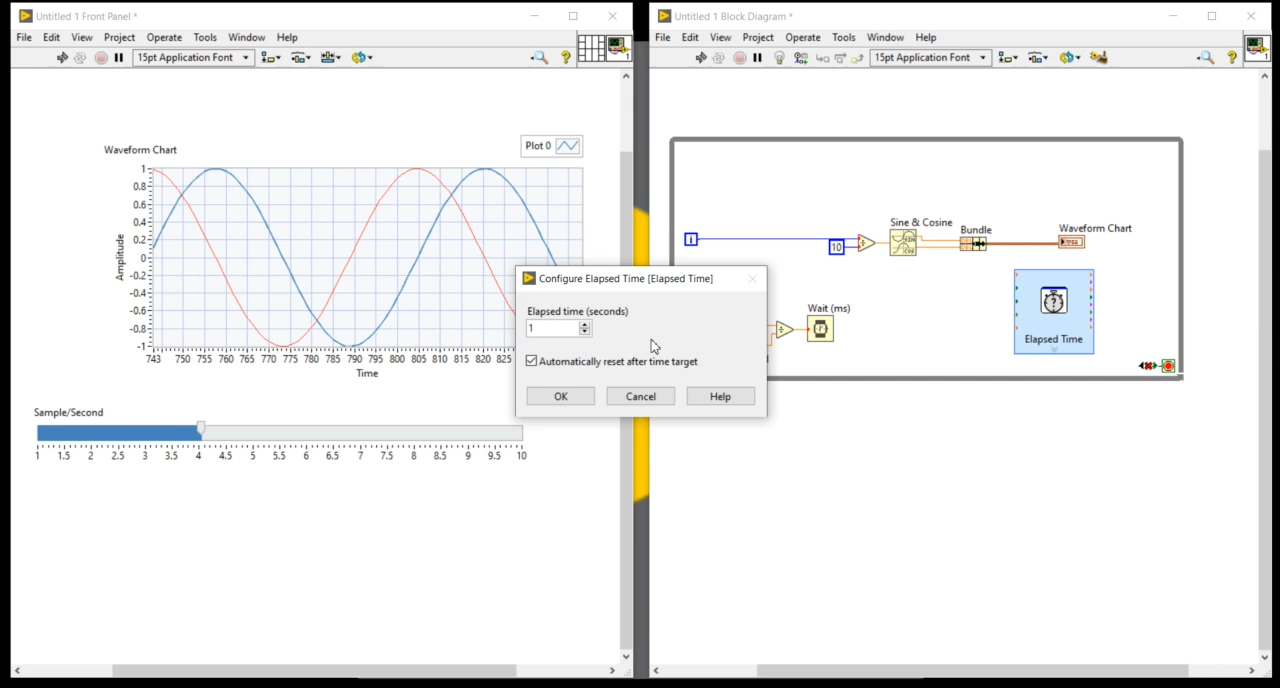 Untitled 1 Front Panel *
File Edit View Project Operate Tools Window Help
15pt Application Font
?
1
Waveform Chart
Plot 0
Amplitude
1
0.8
0.6
0.4
0.2
0
-0.2
-0.4
-0.6
-0.8
-1
743 750 755 760 765 770 775 780 785 790 795 800 805 810 815 820 825
Time
Sample/Second
1 1.5 2 2.5 3 3.5 4 4.5 5 5.5 6 6.5 7 7.5 8 8.5 9 9.5 10
Configure Elapsed Time [Elapsed Time]
Elapsed time (seconds)
1
Automatically reset after time target
OK Cancel Help
Untitled 1 Block Diagram *
File Edit View Project Operate Tools Window Help
15pt Application Font
?
1
Sine & Cosine
SIN
COS
Bundle
Waveform Chart
i
10
Wait (ms)
?
Elapsed Time